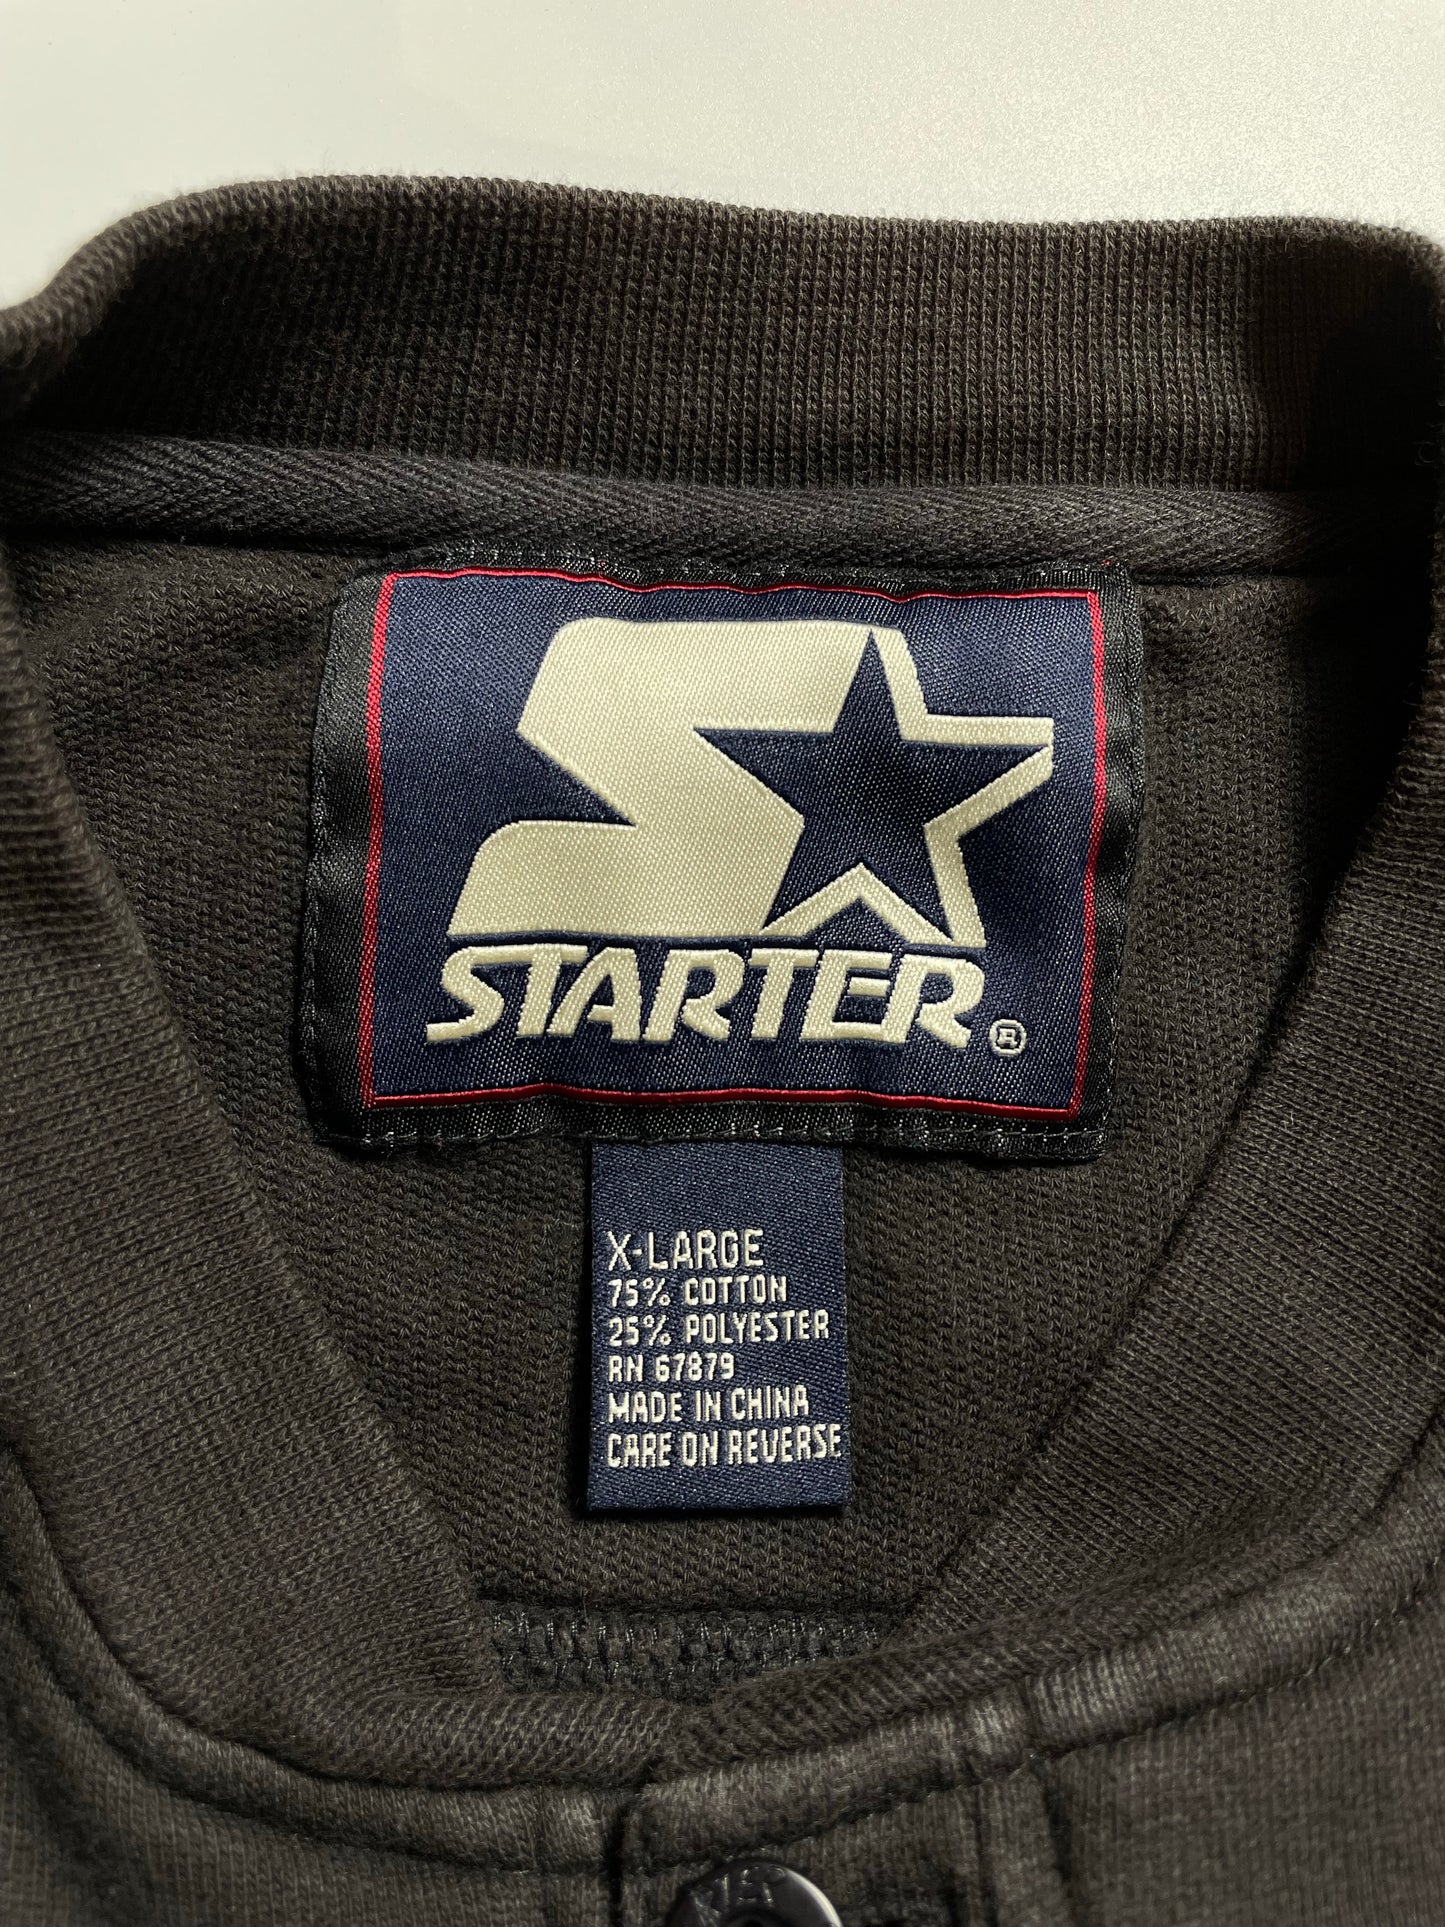 STARTER®
X-LARGE
75% COTTON
25% POLYESTER
RN 67879
MADE IN CHINA
CARE ON REVERSE